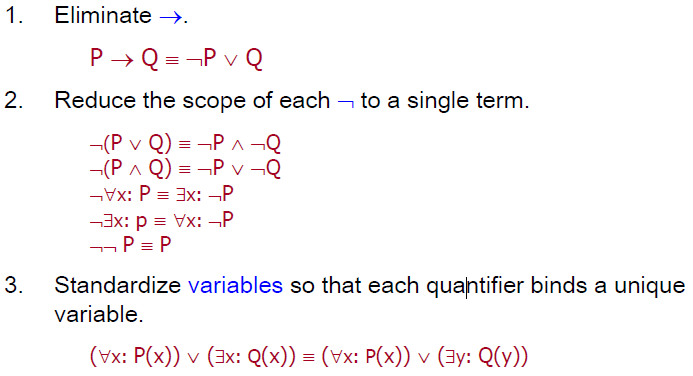 1. Eliminate →.
P → Q ≡ ¬P ∨ Q
2. Reduce the scope of each ¬ to a single term.
¬(P ∨ Q) ≡ ¬P ∧ ¬Q
¬(P ∧ Q) ≡ ¬P ∨ ¬Q
¬∀x: P ≡ ∃x: ¬P
¬∃x: p ≡ ∀x: ¬P
¬¬ P ≡ P
3. Standardize variables so that each quantifier binds a unique
variable.
(∀x: P(x)) ∨ (∃x: Q(x)) ≡ (∀x: P(x)) ∨ (∃y: Q(y))